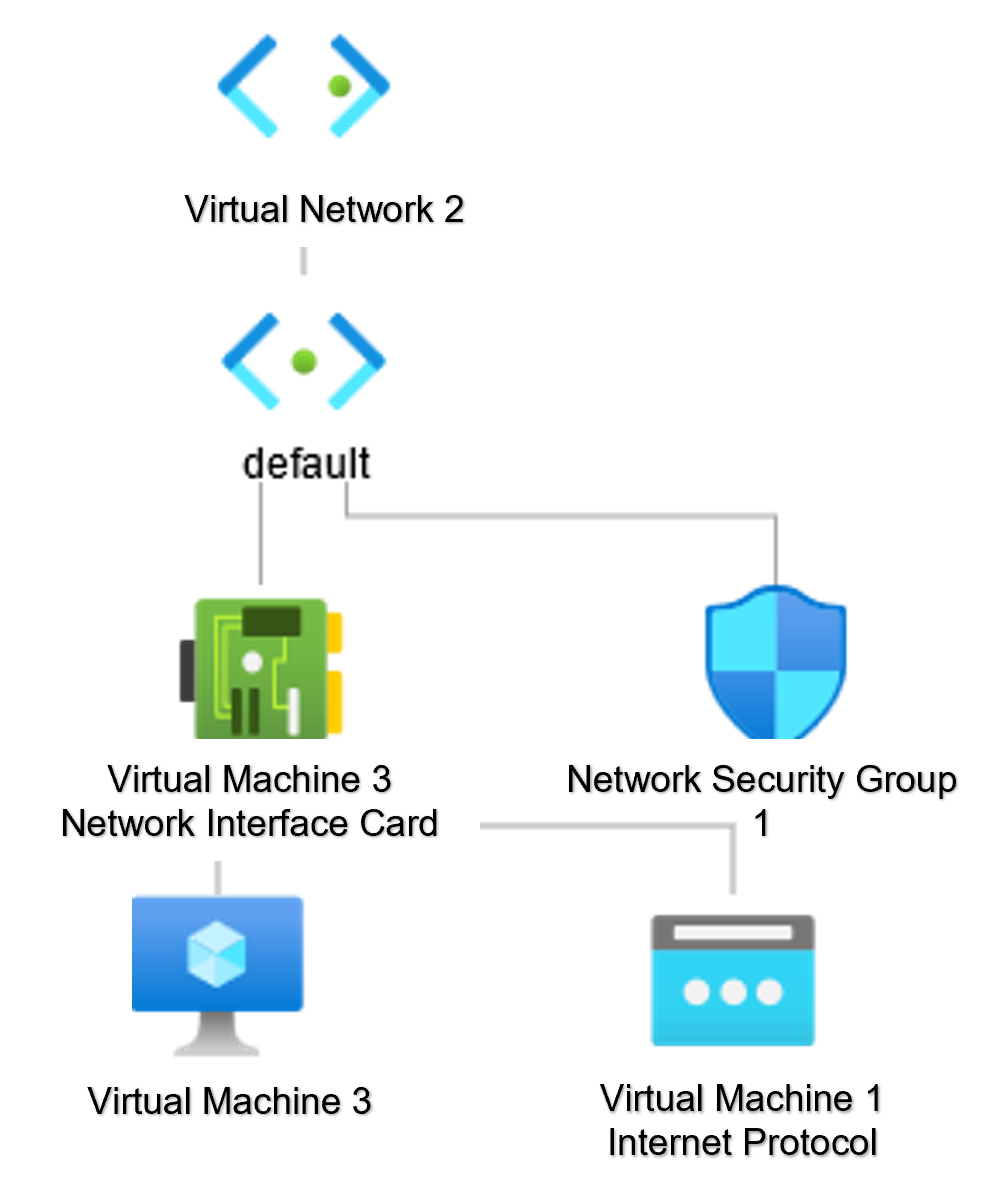 Virtual Network 2
default
Virtual Machine 3
Network Interface Card
Network Security Group
1
Virtual Machine 3
Virtual Machine 1
Internet Protocol